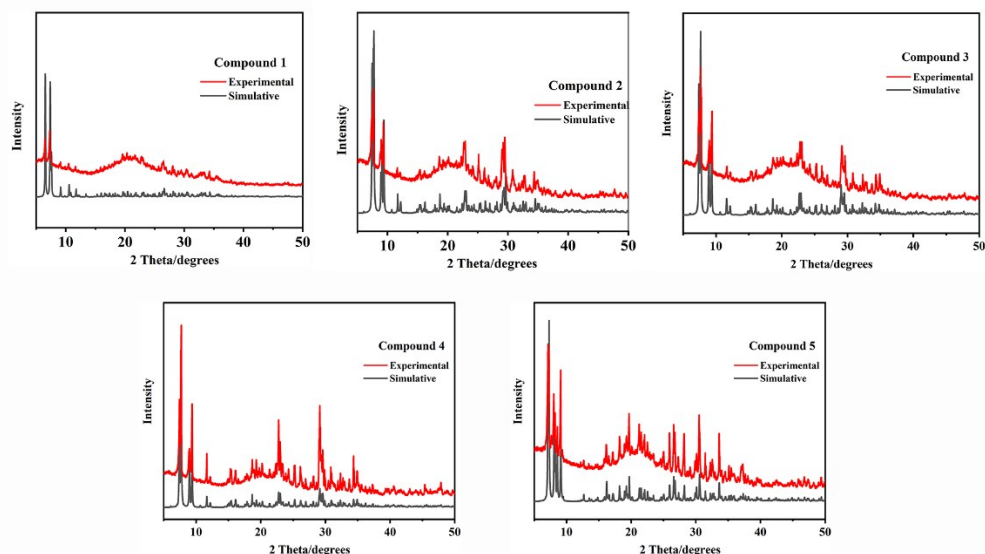 Compound 1
Experimental
Simulative
Intensity
10 20 30 40 50
2 Theta/degrees
Compound 2
Experimental
Simulative
Intensity
10 20 30 40 50
2 Theta/degrees
Compound 3
Experimental
Simulative
Intensity
10 20 30 40 50
2 Theta/degrees
Compound 4
Experimental
Simulative
Intensity
10 20 30 40 50
2 Theta/degrees
Compound 5
Experimental
Simulative
Intensity
10 20 30 40 50
2 Theta/degrees